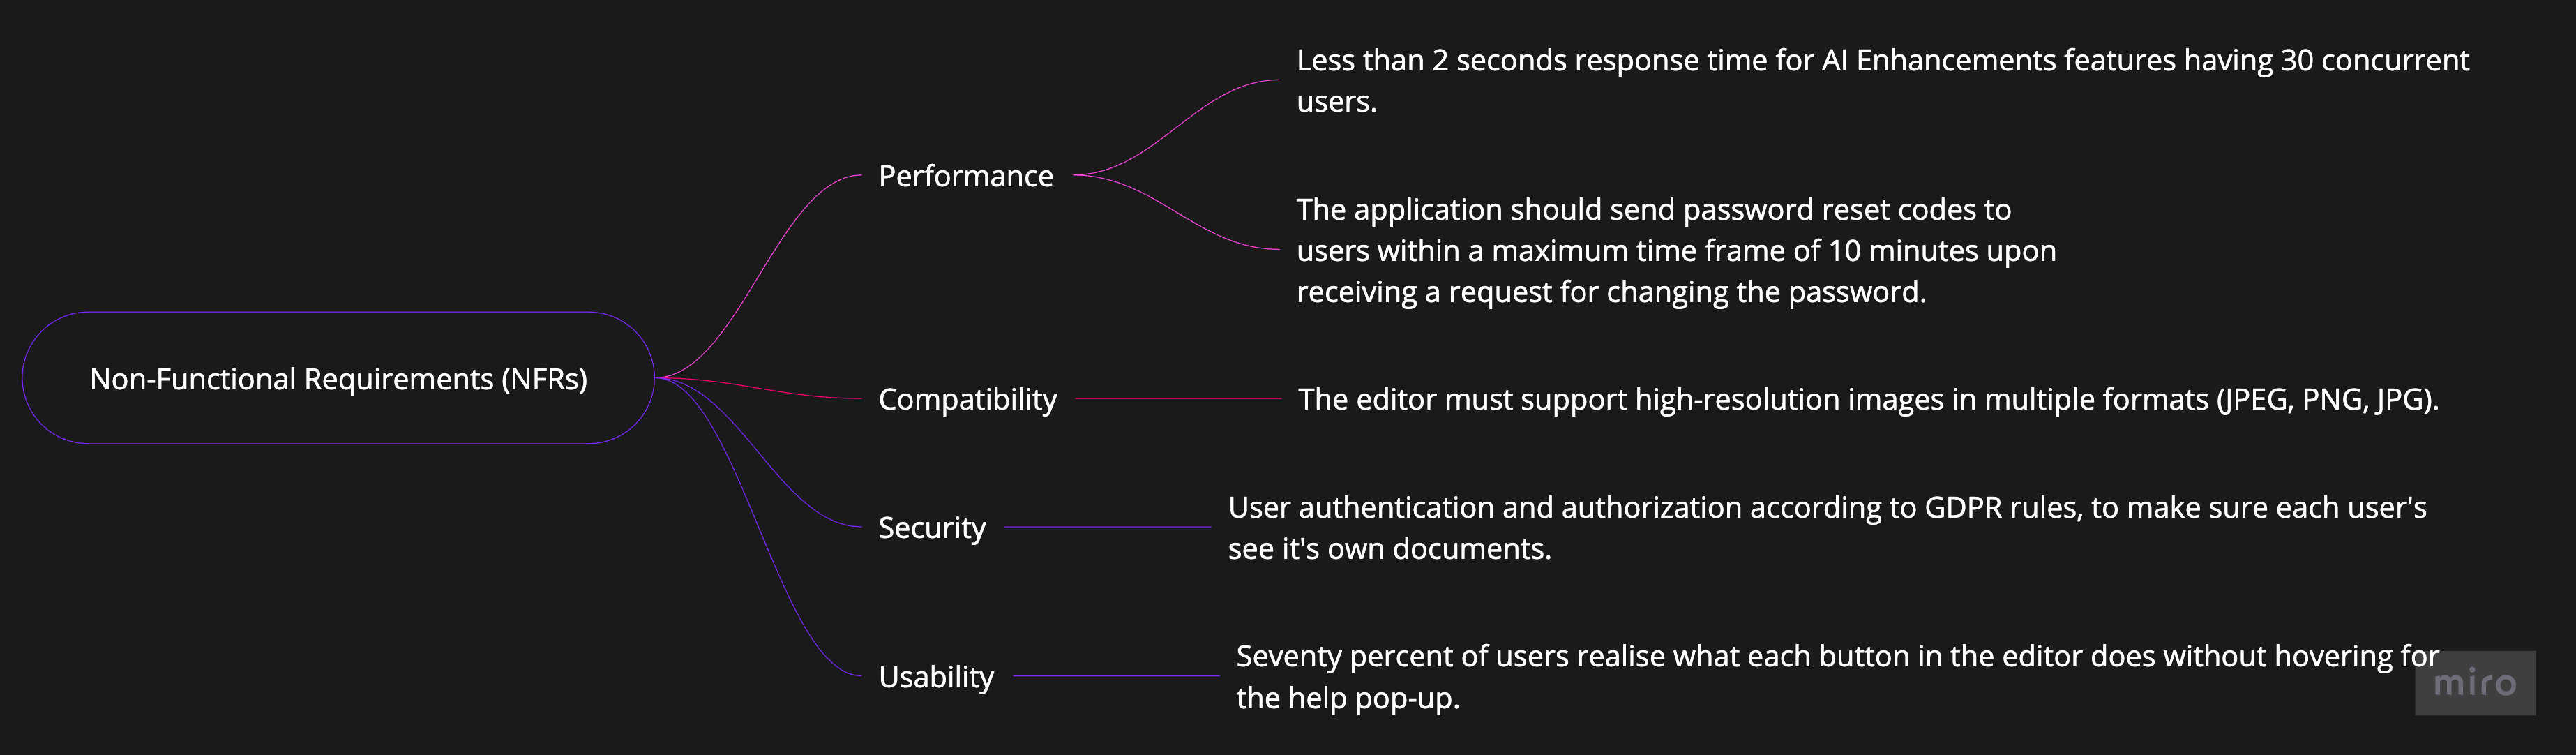 Less than 2 seconds response time for AI Enhancements features having 30 concurrent
users.
Performance
The application should send password reset codes to
users within a maximum time frame of 10 minutes upon
receiving a request for changing the password.
Non-Functional Requirements (NFRs)
Compatibility
The editor must support high-resolution images in multiple formats (JPEG, PNG, JPG).
Security
User authentication and authorization according to GDPR rules, to make sure each user's
see it's own documents.
Usability
Seventy percent of users realise what each button in the editor does without hovering for
the help pop-up.
miro